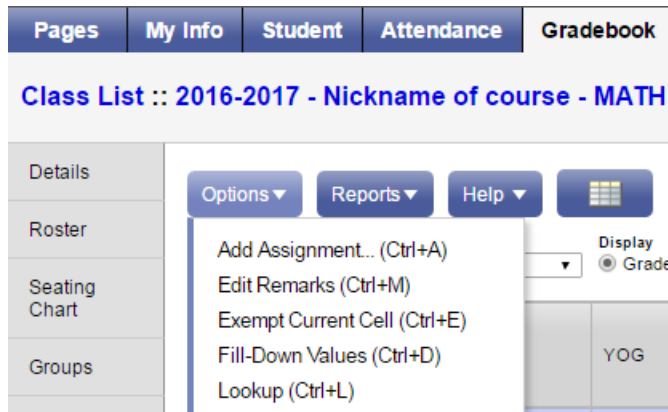 Pages My Info Student Attendance Gradebook
Class List :: 2016-2017 - Nickname of course - MATH
Details
Options Reports Help
Roster
Add Assignment... (Ctrl+A)
Display
Grade
Seating
Chart
Edit Remarks (Ctrl+M)
Exempt Current Cell (Ctrl+E)
Groups
Fill-Down Values (Ctrl+D)
YOG
Lookup (Ctrl+L)